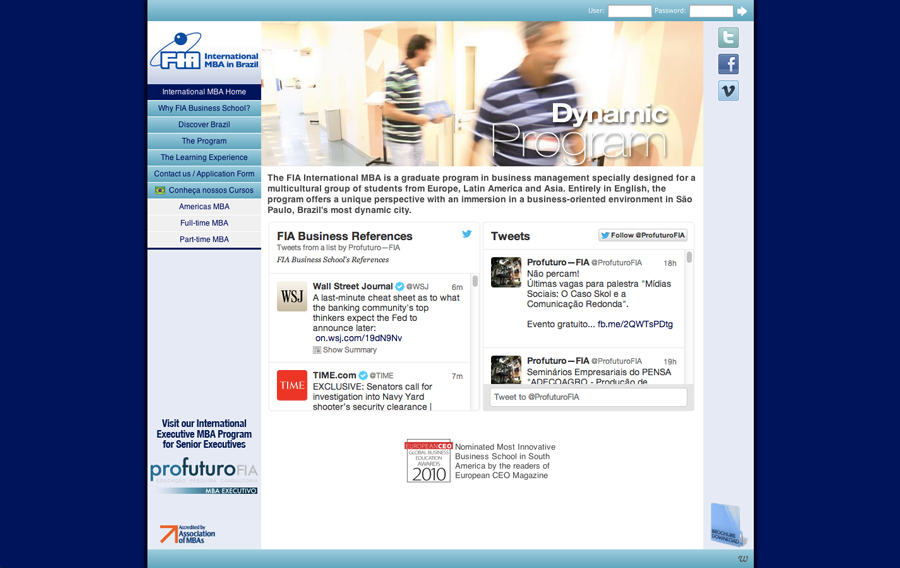 User:
Password:
FIA International
MBA in Brazil
International MBA Home
Why FIA Business School?
Discover Brazil
The Program
The Learning Experience
Contact us / Application Form
Conheça nossos Cursos
Americas MBA
Full-time MBA
Part-time MBA
Visit our International
Executive MBA Program
for Senior Executives
profuturo FIA
EDUCAÇÃO PESQUISA CONSULTORIA
MBA EXECUTIVO
Accredited by
Association
of MBAs
Dynamic
Program
The FIA International MBA is a graduate program in business management specially designed for a
multicultural group of students from Europe, Latin America and Asia. Entirely in English, the
program offers a unique perspective with an immersion in a business-oriented environment in São
Paulo, Brazil's most dynamic city.
FIA Business References
Tweets from a list by Profuturo—FIA
FIA Business School's References
Wall Street Journal @WSJ 6m
WSJ
A last-minute cheat sheet as to what
the banking community's top
thinkers expect the Fed to
announce later:
on.wsj.com/19dN9Nv
Show Summary
TIME.com @TIME 7m
TIME
EXCLUSIVE: Senators call for
investigation into Navy Yard
shooter's security clearance |
Tweets
Follow @ProfuturoFIA
Profuturo—FIA @ProfuturoFIA 18h
Não percam!
Últimas vagas para palestra "Mídias
Sociais: O Caso Skol e a
Comunicação Redonda".
Evento gratuito... fb.me/2QWTsPDtg
Profuturo—FIA @ProfuturoFIA 19h
Seminários Empresariais do PENSA
"ADECOAGRO - Produção de
Tweet to @ProfuturoFIA
EUROPEANCEO
GLOBAL BUSINESS
EDUCATION
AWARDS
2010
Nominated Most Innovative
Business School in South
America by the readers of
European CEO Magazine
BROCHURE
DOWNLOAD